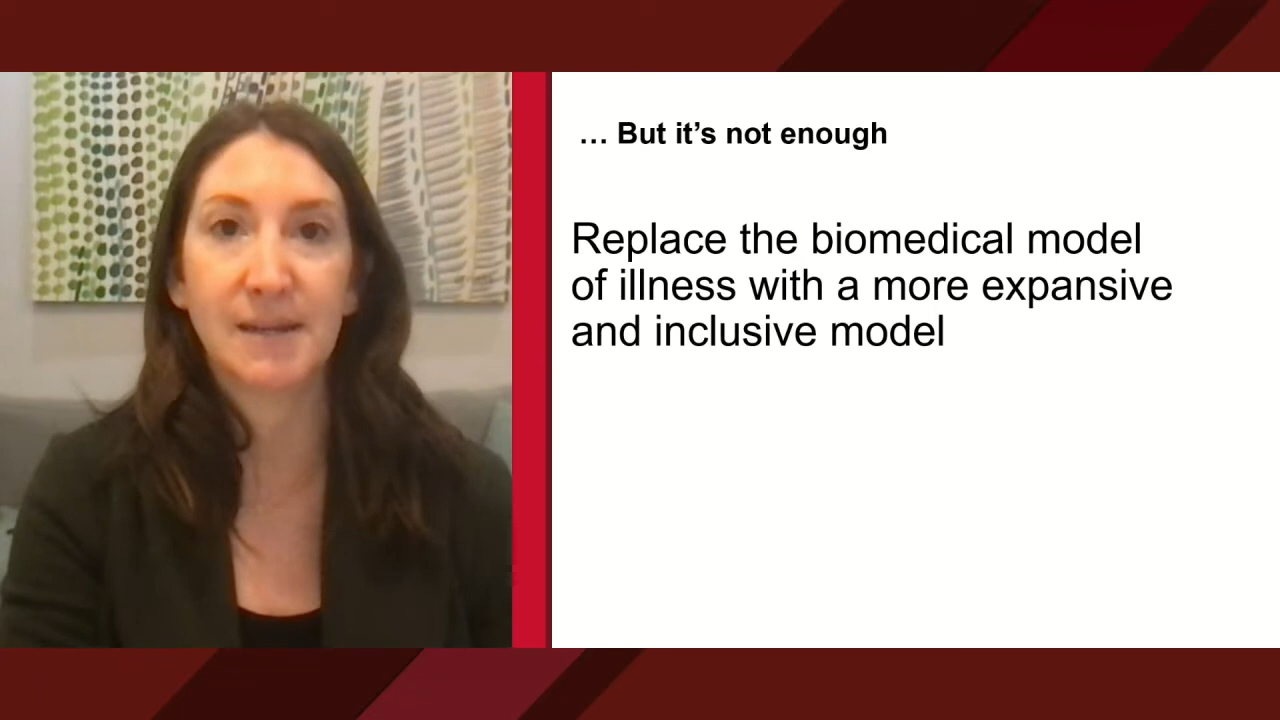 … But it’s not enough
Replace the biomedical model
of illness with a more expansive
and inclusive model